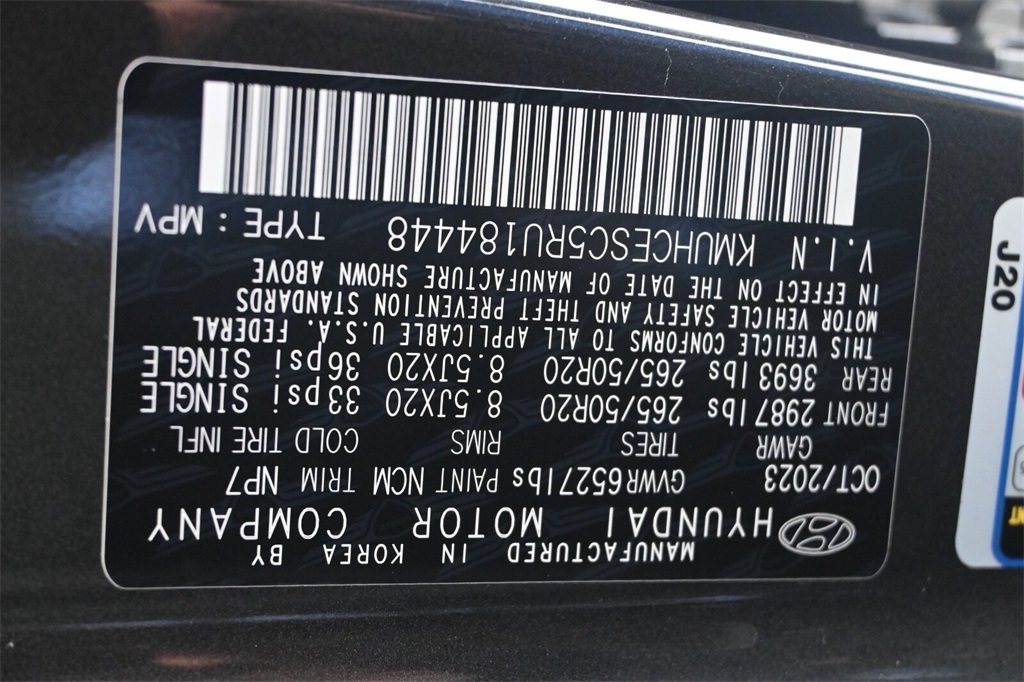 MANUFACTURED IN KOREA BY
HYUNDAI MOTOR COMPANY
OCT/2023 GVWR 6527lbs PAINT NCM TRIM NP7
GAWR TIRES RIMS COLD TIRE INFL
FRONT 2987lbs 265/50R20 8.5JX20 33psi SINGLE
REAR 3693lbs 265/50R20 8.5JX20 36psi SINGLE
THIS VEHICLE CONFORMS TO ALL APPLICABLE U.S.A. FEDERAL
MOTOR VEHICLE SAFETY AND THEFT PREVENTION STANDARDS
IN EFFECT ON THE DATE OF MANUFACTURE SHOWN ABOVE
V.I.N KMUHCESC5RU184448 TYPE : MPV
J20